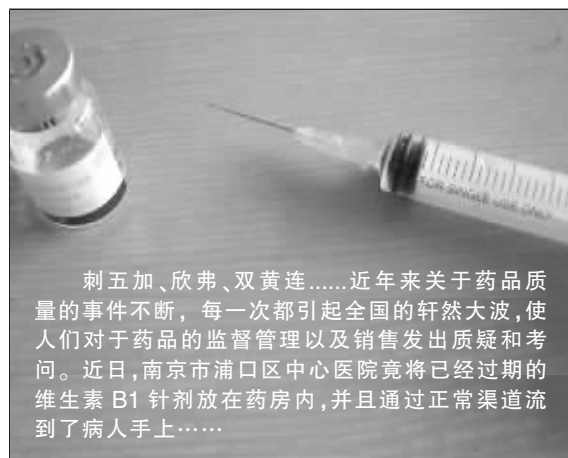 FOR SINGLE USE ONLY
刺五加、欣弗、双黄连......近年来关于药品质
量的事件不断，每一次都引起全国的轩然大波,使
人们对于药品的监督管理以及销售发出质疑和考
问。近日,南京市浦口区中心医院竟将已经过期的
维生素 B1 针剂放在药房内,并且通过正常渠道流
到了病人手上……